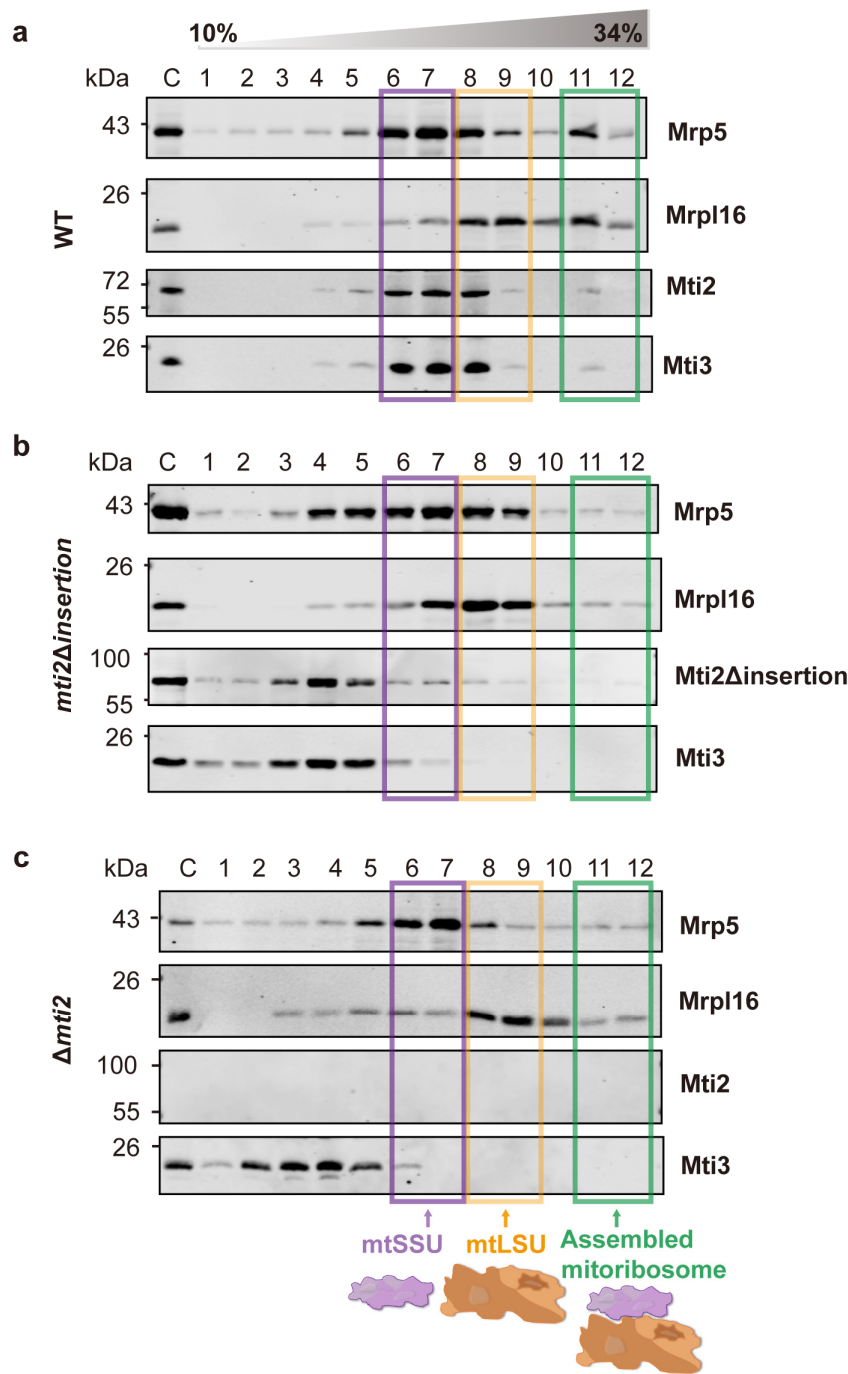 a
10% 34%
kDa C 1 2 3 4 5 6 7 8 9 10 11 12
43 Mrp5
26 Mrpl16
WT
72 Mti2
55
26 Mti3
b
kDa C 1 2 3 4 5 6 7 8 9 10 11 12
43 Mrp5
26 Mrpl16
mti2Δinsertion
100 Mti2Δinsertion
55
26 Mti3
c
kDa C 1 2 3 4 5 6 7 8 9 10 11 12
43 Mrp5
26 Mrpl16
Δmti2
100 Mti2
55
26 Mti3
mtSSU mtLSU Assembled
mitoribosome